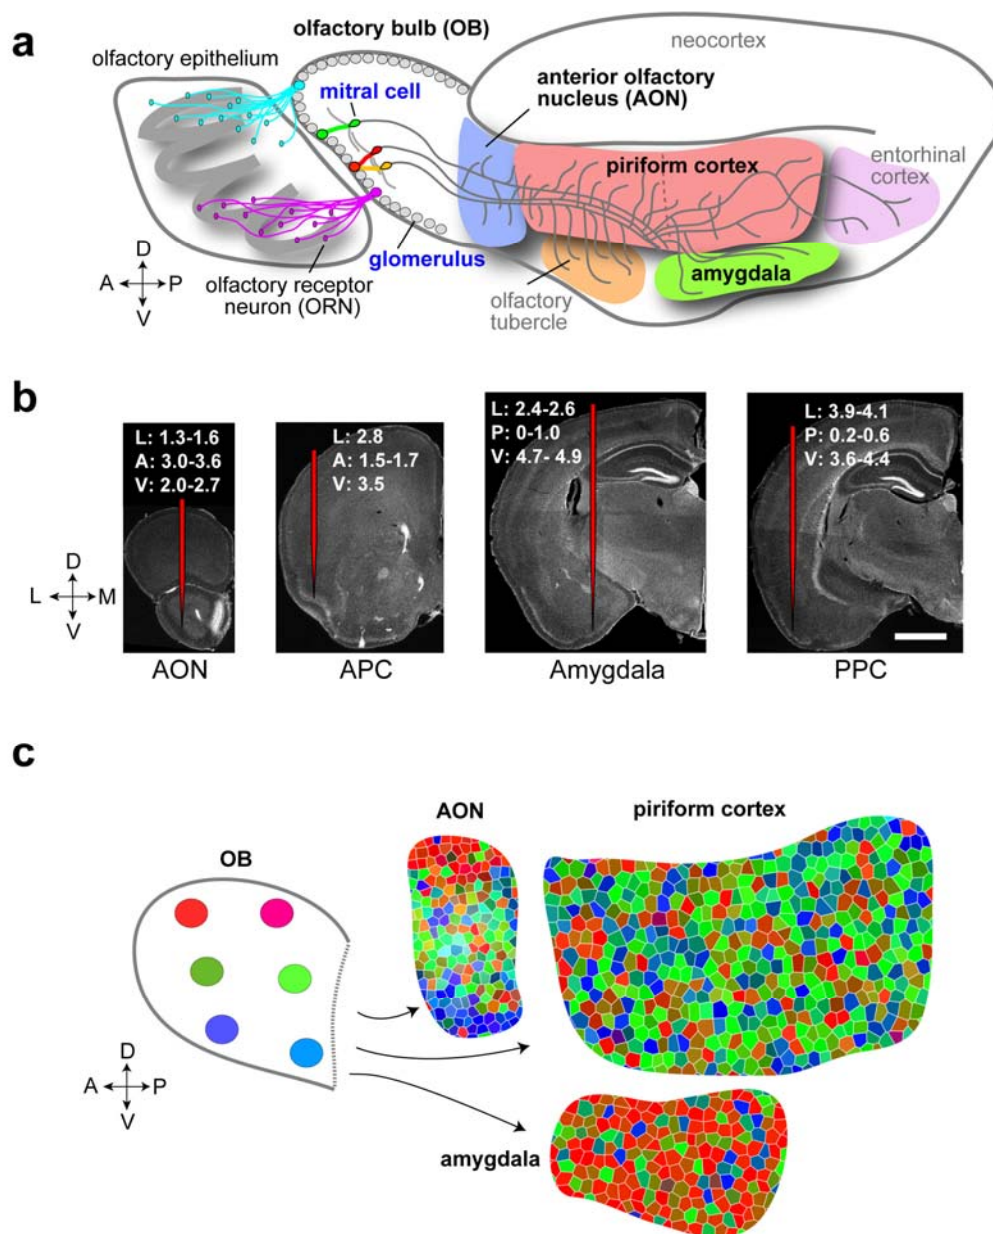 a
olfactory bulb (OB)
olfactory epithelium
neocortex
mitral cell
anterior olfactory
nucleus (AON)
piriform cortex
entorhinal
cortex
glomerulus
amygdala
olfactory receptor
neuron (ORN)
olfactory
tubercle
D
A
P
V
b
L: 1.3-1.6
A: 3.0-3.6
V: 2.0-2.7
L: 2.8
A: 1.5-1.7
V: 3.5
L: 2.4-2.6
P: 0-1.0
V: 4.7- 4.9
L: 3.9-4.1
P: 0.2-0.6
V: 3.6-4.4
D
L
M
V
AON
APC
Amygdala
PPC
c
AON
piriform cortex
OB
D
A
P
V
amygdala